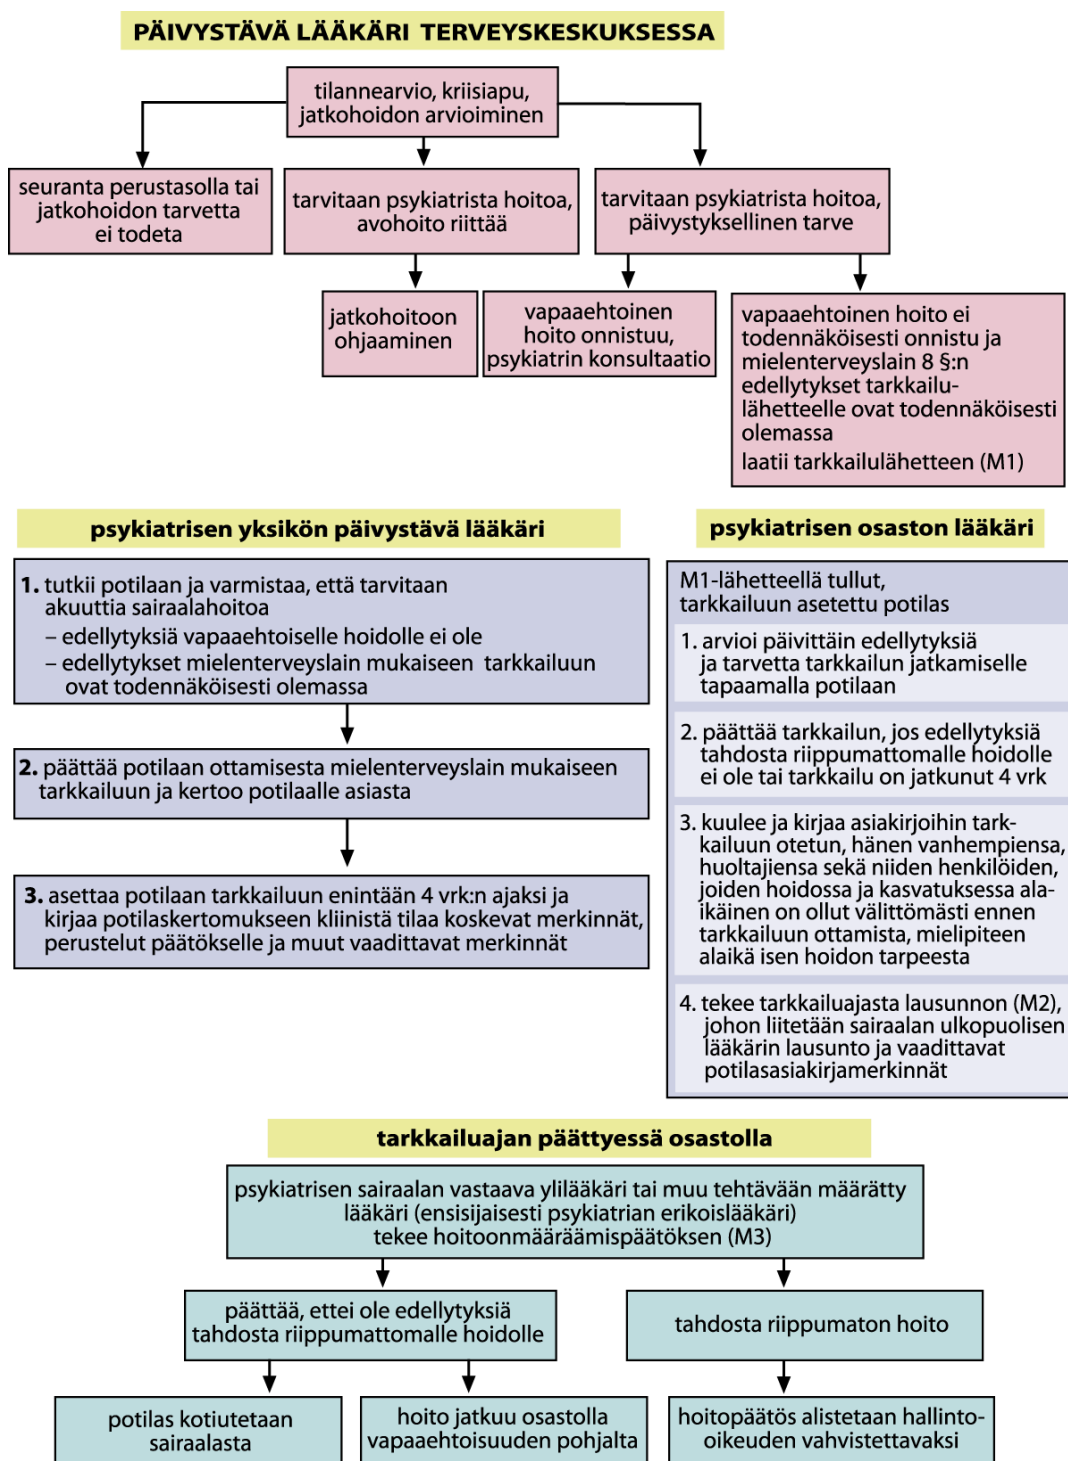 PÄIVYSTÄVÄ LÄÄKÄRI TERVEYSKESKUKSESSA
tilannearvio, kriisiapu,
jatkohoidon arvioiminen
seuranta perustasolla tai
jatkohoidon tarvetta
ei todeta
tarvitaan psykiatrista hoitoa,
avohoito riittää
tarvitaan psykiatrista hoitoa,
päivystyksellinen tarve
jatkohoitoon
ohjaaminen
vapaaehtoinen
hoito onnistuu,
psykiatrin konsultaatio
vapaaehtoinen hoito ei
todennäköisesti onnistu ja
mielenterveyslain 8 §:n
edellytykset tarkkailu-
lähetteelle ovat todennäköisesti
olemassa
laatii tarkkailulähetteen (M1)
psykiatrisen yksikön päivystävä lääkäri
1. tutkii potilaan ja varmistaa, että tarvitaan
akuuttia sairaalahoitoa
– edellytyksiä vapaaehtoiselle hoidolle ei ole
– edellytykset mielenterveyslain mukaiseen tarkkailuun
ovat todennäköisesti olemassa
2. päättää potilaan ottamisesta mielenterveyslain mukaiseen
tarkkailuun ja kertoo potilaalle asiasta
3. asettaa potilaan tarkkailuun enintään 4 vrk:n ajaksi ja
kirjaa potilaskertomukseen kliinistä tilaa koskevat merkinnät,
perustelut päätökselle ja muut vaadittavat merkinnät
psykiatrisen osaston lääkäri
M1-lähetteellä tullut,
tarkkailuun asetettu potilas
1. arvioi päivittäin edellytyksiä
ja tarvetta tarkkailun jatkamiselle
tapaamalla potilaan
2. päättää tarkkailun, jos edellytyksiä
tahdosta riippumattomalle hoidolle
ei ole tai tarkkailu on jatkunut 4 vrk
3. kuulee ja kirjaa asiakirjoihin tark-
kailuun otetun, hänen vanhempiensa,
huoltajiensa sekä niiden henkilöiden,
joiden hoidossa ja kasvatuksessa ala-
ikäinen on ollut välittömästi ennen
tarkkailuun ottamista, mielipiteen
alaikä isen hoidon tarpeesta
4. tekee tarkkailuajasta lausunnon (M2),
johon liitetään sairaalan ulkopuolisen
lääkärin lausunto ja vaadittavat
potilasasiakirjamerkinnät
tarkkailuajan päättyessä osastolla
psykiatrisen sairaalan vastaava ylilääkäri tai muu tehtävään määrätty
lääkäri (ensisijaisesti psykiatrian erikoislääkäri)
tekee hoitoonmääräämispäätöksen (M3)
päättää, ettei ole edellytyksiä
tahdosta riippumattomalle hoidolle
tahdosta riippumaton hoito
potilas kotiutetaan
sairaalasta
hoito jatkuu osastolla
vapaaehtoisuuden pohjalta
hoitopäätös alistetaan hallinto-
oikeuden vahvistettavaksi